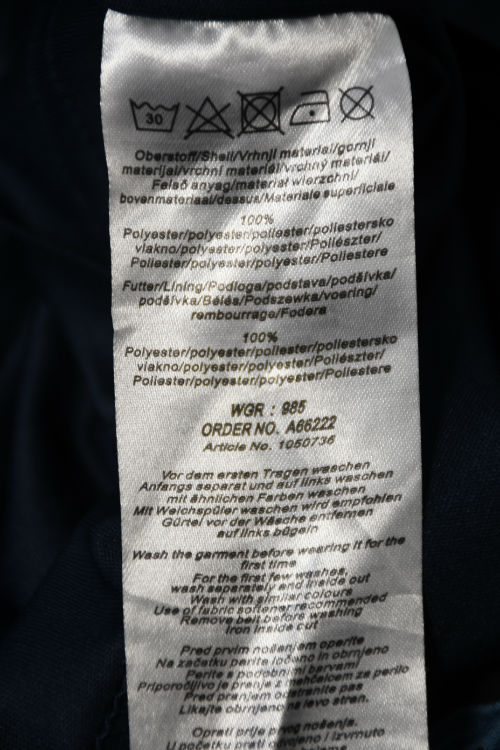 30
Oberstoff/Shell/Vrhnji material/gornji
materijal/vrchní materiál/vrchný materiál/
Felső anyag/materiał wierzchni/
bovenmateriaal/dessus/Materiale superficiale
100%
Polyester/polyester/poliester/poliestersko
vlakno/polyester/polyester/Poliészter/
Poliester/polyester/polyester/Poliestere
Futter/Lining/Podloga/podstava/podšívka/
podšívka/Bélés/Podszewka/voering/
rembourrage/Fodera
100%
Polyester/polyester/poliester/poliestersko
vlakno/polyester/polyester/Poliészter/
Poliester/polyester/polyester/Poliestere
WGR : 985
ORDER NO. A66222
Article No. 1050736
Vor dem ersten Tragen waschen
Anfangs separat und auf links waschen
mit ähnlichen Farben waschen
Mit Weichspüler waschen wird empfohlen
Gürtel vor der Wäsche entfernen
auf links bügeln
Wash the garment before wearing it for the
first time
For the first few washes,
wash separately and inside out
Wash with similar colours
Use of fabric softener recommended
Remove belt before washing
Iron inside out
Pred prvim nošenjem operite
Na začetku perite ločeno in obrnjeno
Perite s podobnimi barvami
Priporočljivo je pranje z mehčalcem za perilo
Pred pranjem odstranite pas
Likajte obrnjeno na levo stran.
Oprati prije prvog nošenja.
U početku prati odvojeno i izvrnuto